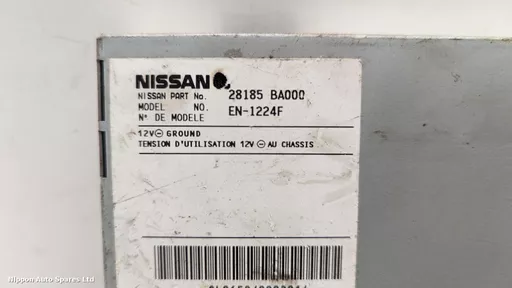 NISSAN
NISSAN PART No. 28185 BA000
MODEL NO. EN-1224F
N° DE MODELE
12V⊖ GROUND
TENSION D'UTILISATION 12V ⊖ AU CHASSIS
Nippon Auto Spares Ltd